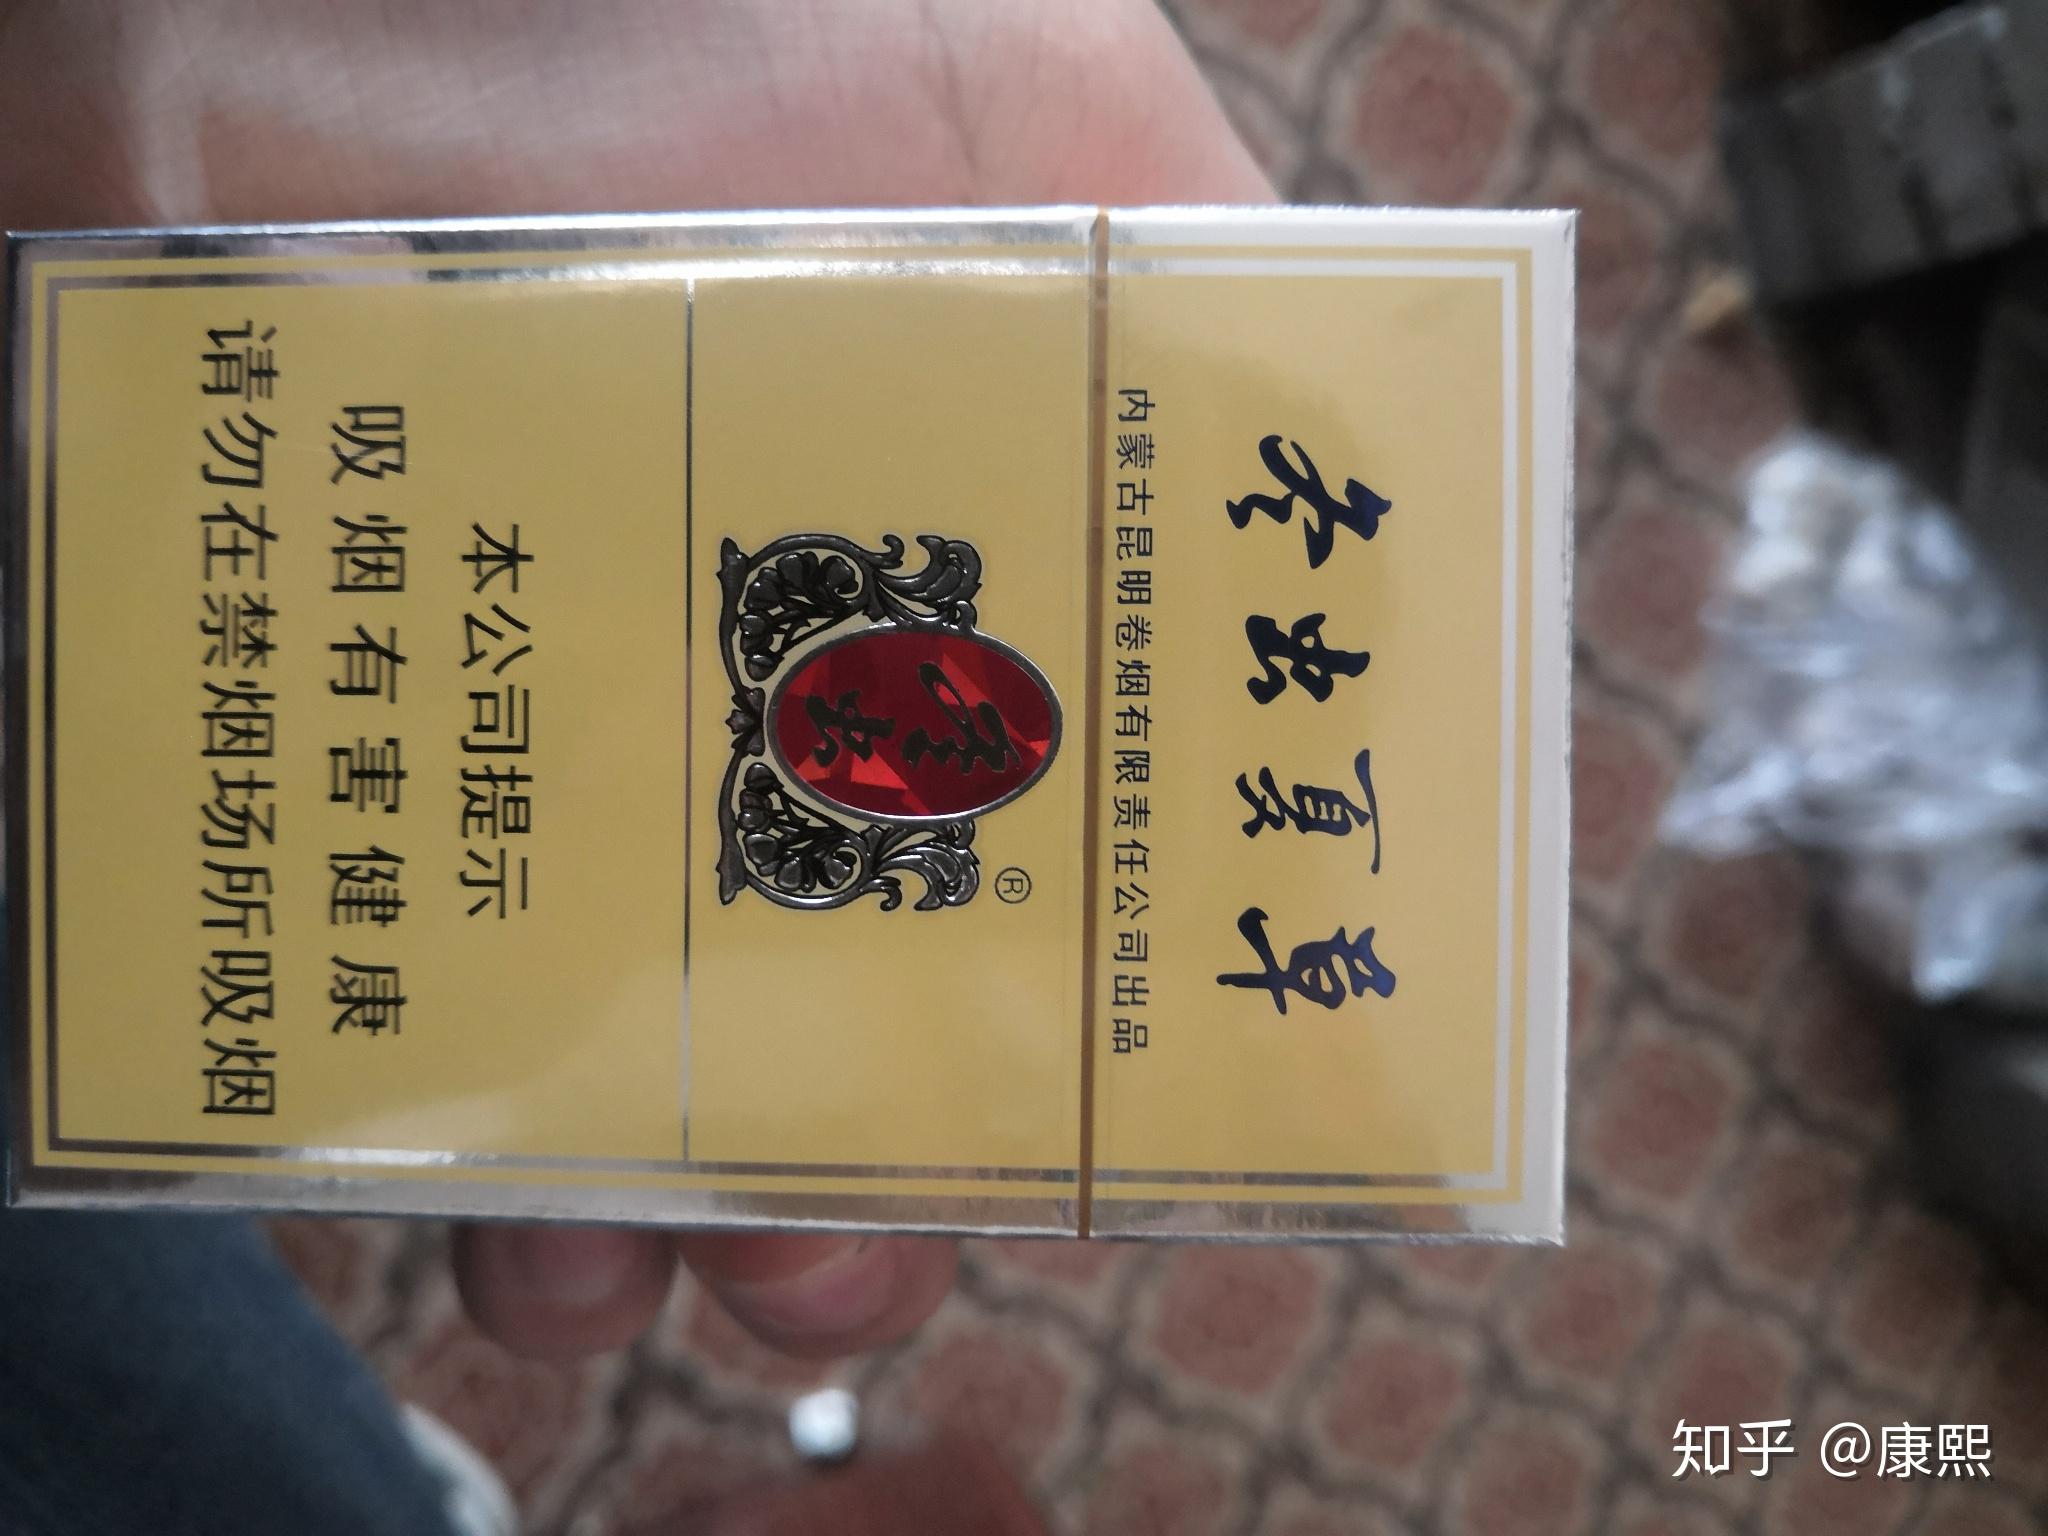 冬虫夏草
内蒙古昆明卷烟有限责任公司出品
®
本公司提示
吸烟有害健康
请勿在禁烟场所吸烟
知乎 @康熙